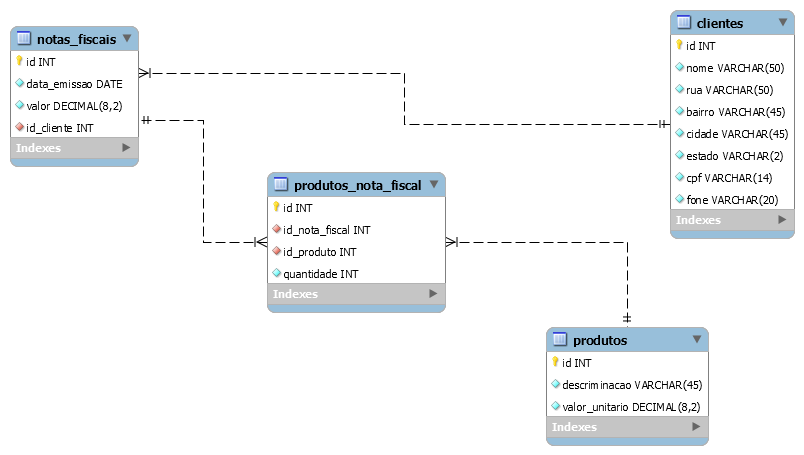 notas_fiscais
id INT
data_emissao DATE
valor DECIMAL(8,2)
id_cliente INT
Indexes
clientes
id INT
nome VARCHAR(50)
rua VARCHAR(50)
bairro VARCHAR(45)
cidade VARCHAR(45)
estado VARCHAR(2)
cpf VARCHAR(14)
fone VARCHAR(20)
Indexes
produtos_nota_fiscal
id INT
id_nota_fiscal INT
id_produto INT
quantidade INT
Indexes
produtos
id INT
descriminacao VARCHAR(45)
valor_unitario DECIMAL(8,2)
Indexes